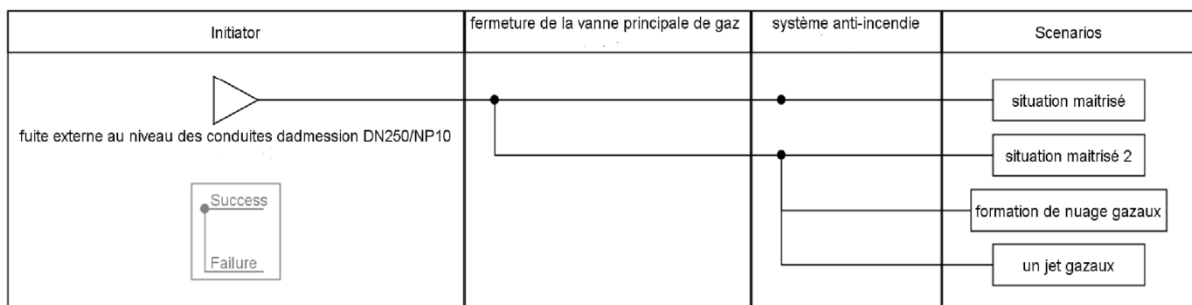 Initiator
fermeture de la vanne principale de gaz
système anti-incendie
Scenarios
fuite externe au niveau des conduites dadmession DN250/NP10
Success
Failure
situation maitrisé
situation maitrisé 2
formation de nuage gazaux
un jet gazaux